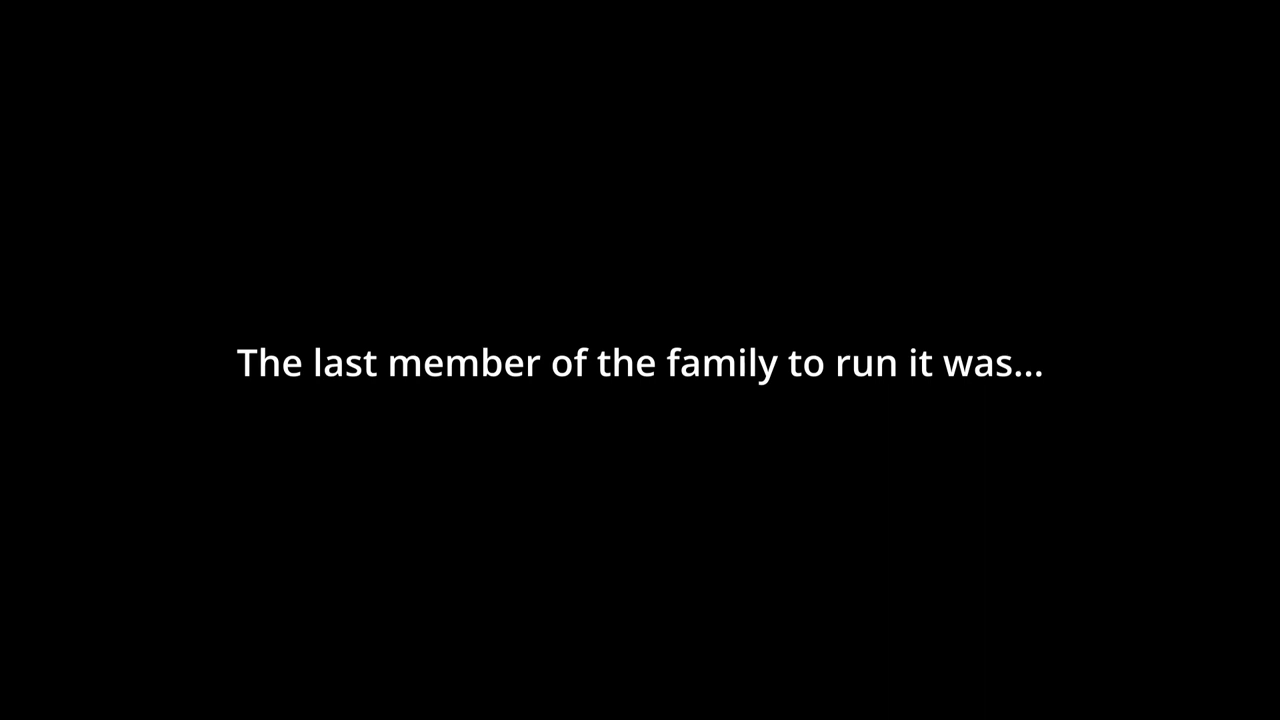 The last member of the family to run it was...